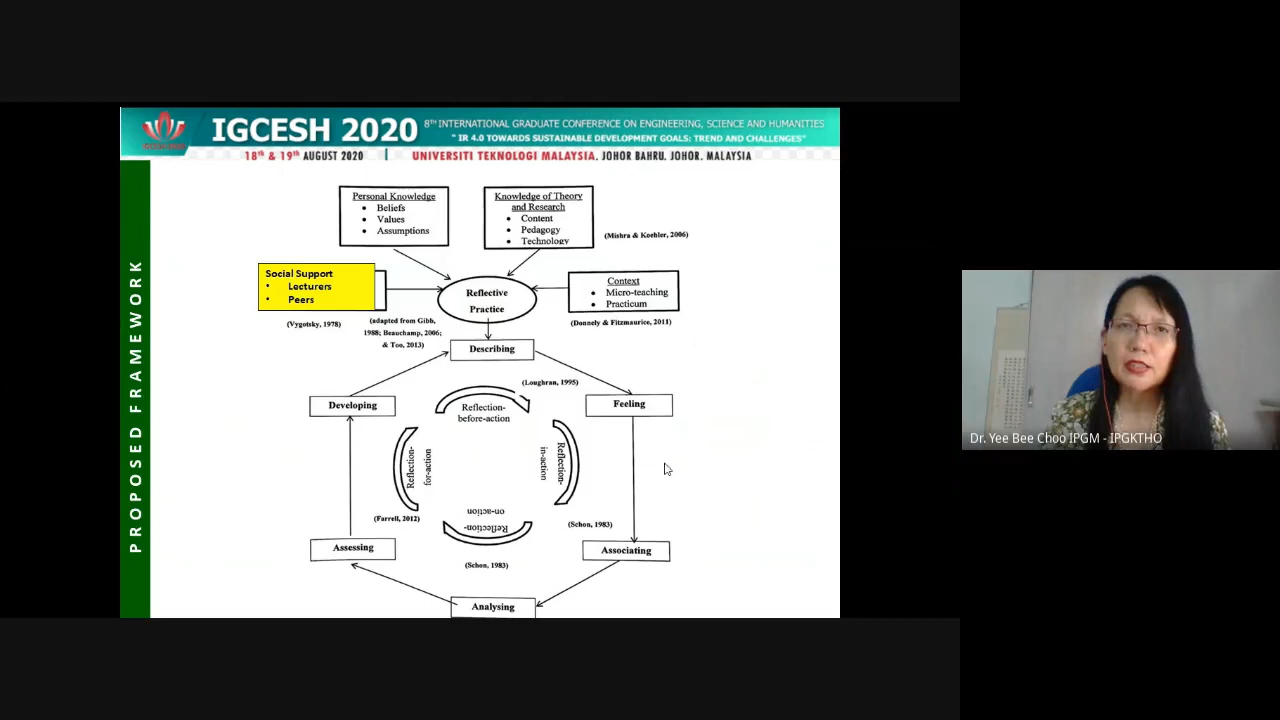 IGCESH 2020
8TH INTERNATIONAL GRADUATE CONFERENCE ON ENGINEERING, SCIENCE AND HUMANITIES
" IR 4.0 TOWARDS SUSTAINABLE DEVELOPMENT GOALS: TREND AND CHALLENGES"
18th & 19th AUGUST 2020 | UNIVERSITI TEKNOLOGI MALAYSIA, JOHOR BAHRU, JOHOR, MALAYSIA
PROPOSED FRAMEWORK
Personal Knowledge
• Beliefs
• Values
• Assumptions
Knowledge of Theory
and Research
• Content
• Pedagogy
• Technology
(Mishra & Koehler, 2006)
Social Support
• Lecturers
• Peers
(Vygotsky, 1978)
Reflective
Practice
Context
• Micro-teaching
• Practicum
(Donnely & Fitzmaurice, 2011)
(adapted from Gibb,
1988; Beauchamp, 2006;
& Too, 2013)
Describing
(Loughran, 1995)
Developing
Reflection-
before-action
Feeling
Reflection-
for-action
Reflection-
in-action
Reflection-
on-action
(Farrell, 2012)
(Schon, 1983)
Assessing
Associating
(Schon, 1983)
Analysing
Dr. Yee Bee Choo IPGM - IPGKTHO